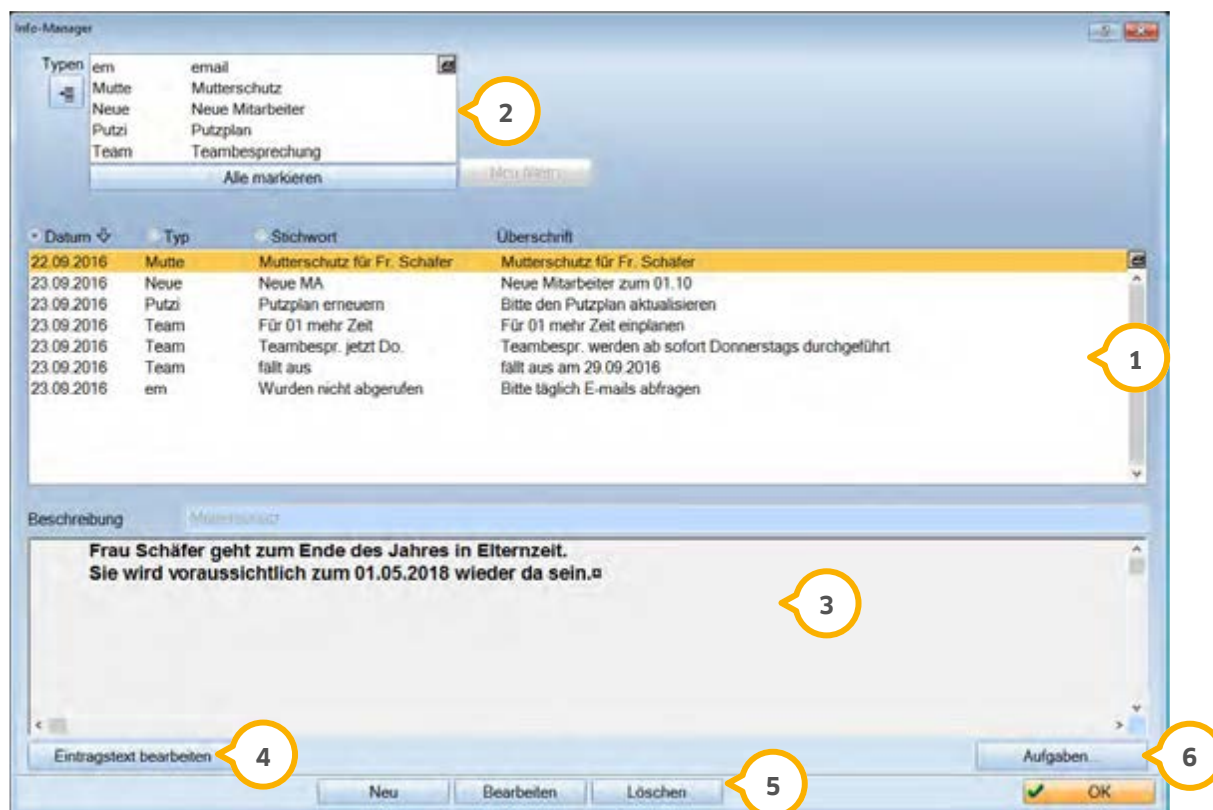 Info-Manager
Typen
em email
Mutte Mutterschutz
Neue Neue Mitarbeiter
Putzi Putzplan
Team Teambesprechung
2
Alle markieren
Datum Typ Stichwort Überschrift
22.09.2016 Mutte Mutterschutz für Fr. Schäfer Mutterschutz für Fr. Schäfer
23.09.2016 Neue Neue MA Neue Mitarbeiter zum 01.10
23.09.2016 Putzi Putzplan erneuern Bitte den Putzplan aktualisieren
23.09.2016 Team Für 01 mehr Zeit Für 01 mehr Zeit einplanen
23.09.2016 Team Teambespr. jetzt Do. Teambespr. werden ab sofort Donnerstags durchgeführt
23.09.2016 Team fällt aus fällt aus am 29.09.2016
23.09.2016 em Wurden nicht abgerufen Bitte täglich E-mails abfragen
1
Beschreibung Mutterschutz
Frau Schäfer geht zum Ende des Jahres in Elternzeit.
Sie wird voraussichtlich zum 01.05.2018 wieder da sein.¤
3
Eintragstext bearbeiten 4 Aufgaben... 6
Neu Bearbeiten Löschen 5 OK